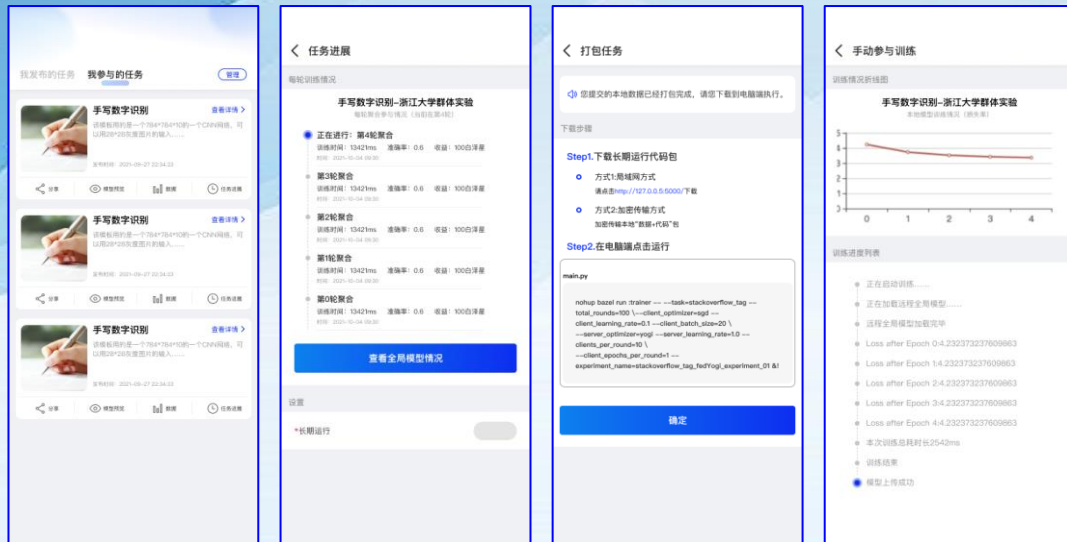 我发布的任务 我参与的任务 管理
手写数字识别 查看详情 >
该模板用的是一个784*784*10的一个CNN网络，可
以用28*28灰度图片的输入......
发布时间：2021-09-27 22:34:23
分享 模型预览 数据 任务进展
手写数字识别 查看详情 >
该模板用的是一个784*784*10的一个CNN网络，可
以用28*28灰度图片的输入......
发布时间：2021-09-27 22:34:23
分享 模型预览 数据 任务进展
手写数字识别 查看详情 >
该模板用的是一个784*784*10的一个CNN网络，可
以用28*28灰度图片的输入......
发布时间：2021-09-27 22:34:23
分享 模型预览 数据 任务进展
任务进展
每轮训练情况
手写数字识别-浙江大学群体实验
每轮聚合参与情况（当前在第4轮）
正在进行：第4轮聚合
训练时间：13421ms 准确率：0.6 收益：100白泽星
时间：2021-10-04 09:30
第3轮聚合
训练时间：13421ms 准确率：0.6 收益：100白泽星
时间：2021-10-04 09:30
第2轮聚合
训练时间：13421ms 准确率：0.6 收益：100白泽星
时间：2021-10-04 09:30
第1轮聚合
训练时间：13421ms 准确率：0.6 收益：100白泽星
时间：2021-10-04 09:30
第0轮聚合
训练时间：13421ms 准确率：0.6 收益：100白泽星
时间：2021-10-04 09:30
查看全局模型情况
设置
*长期运行
打包任务
您提交的本地数据已经打包完成，请您下载到电脑端执行。
下载步骤
Step1.下载长期运行代码包
方式1:局域网方式
请点击http://127.0.0.5:5000/下载
方式2:加密传输方式
加密传输本地"数据+代码"包
Step2.在电脑端点击运行
main.py
nohup bazel run :trainer -- --task=stackoverflow_tag --
total_rounds=100 \--client_optimizer=sgd --
client_learning_rate=0.1 --client_batch_size=20 \
--server_optimizer=yogi --server_learning_rate=1.0 --
clients_per_round=10 \
--client_epochs_per_round=1 --
experiment_name=stackoverflow_tag_fedYogi_experiment_01 &!
确定
手动参与训练
训练情况折线图
手写数字识别-浙江大学群体实验
本地模型训练情况（损失率）
5
4
3
2
1
0
0 1 2 3 4
训练进度列表
正在启动训练......
正在加载远程全局模型......
远程全局模型加载完毕
Loss after Epoch 0:4.232373237609863
Loss after Epoch 1:4.232373237609863
Loss after Epoch 2:4.232373237609863
Loss after Epoch 3:4.232373237609863
Loss after Epoch 4:4.232373237609863
本次训练总耗时长2542ms
训练结束
模型上传成功